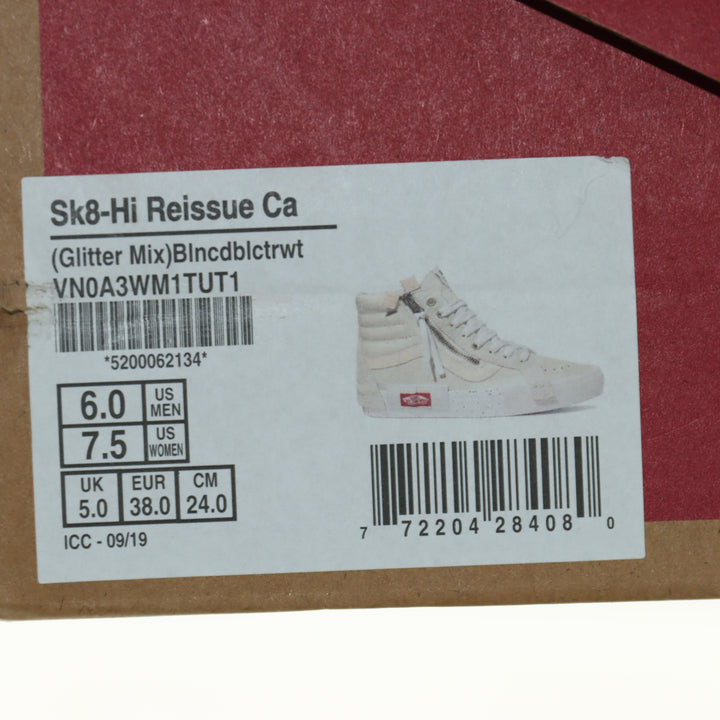 Sk8-Hi Reissue Ca
(Glitter Mix)Blncdblctrwt
VN0A3WM1TUT1
*5200062134*
6.0 US MEN
7.5 US WOMEN
UK EUR CM
5.0 38.0 24.0
ICC - 09/19
7 72204 28408 0